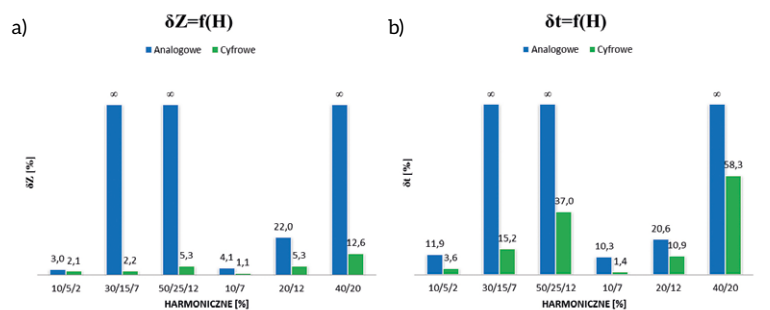 a)
δZ=f(H)
Analogowe Cyfrowe
δZ [%]
∞ ∞ ∞
3,0 2,1 2,2 5,3 4,1 1,1 22,0 5,3 12,6
10/5/2 30/15/7 50/25/12 10/7 20/12 40/20
HARMONICZNE [%]
b)
δt=f(H)
Analogowe Cyfrowe
δt [%]
∞ ∞ ∞
11,9 3,6 15,2 37,0 10,3 1,4 20,6 10,9 58,3
10/5/2 30/15/7 50/25/12 10/7 20/12 40/20
HARMONICZNE [%]